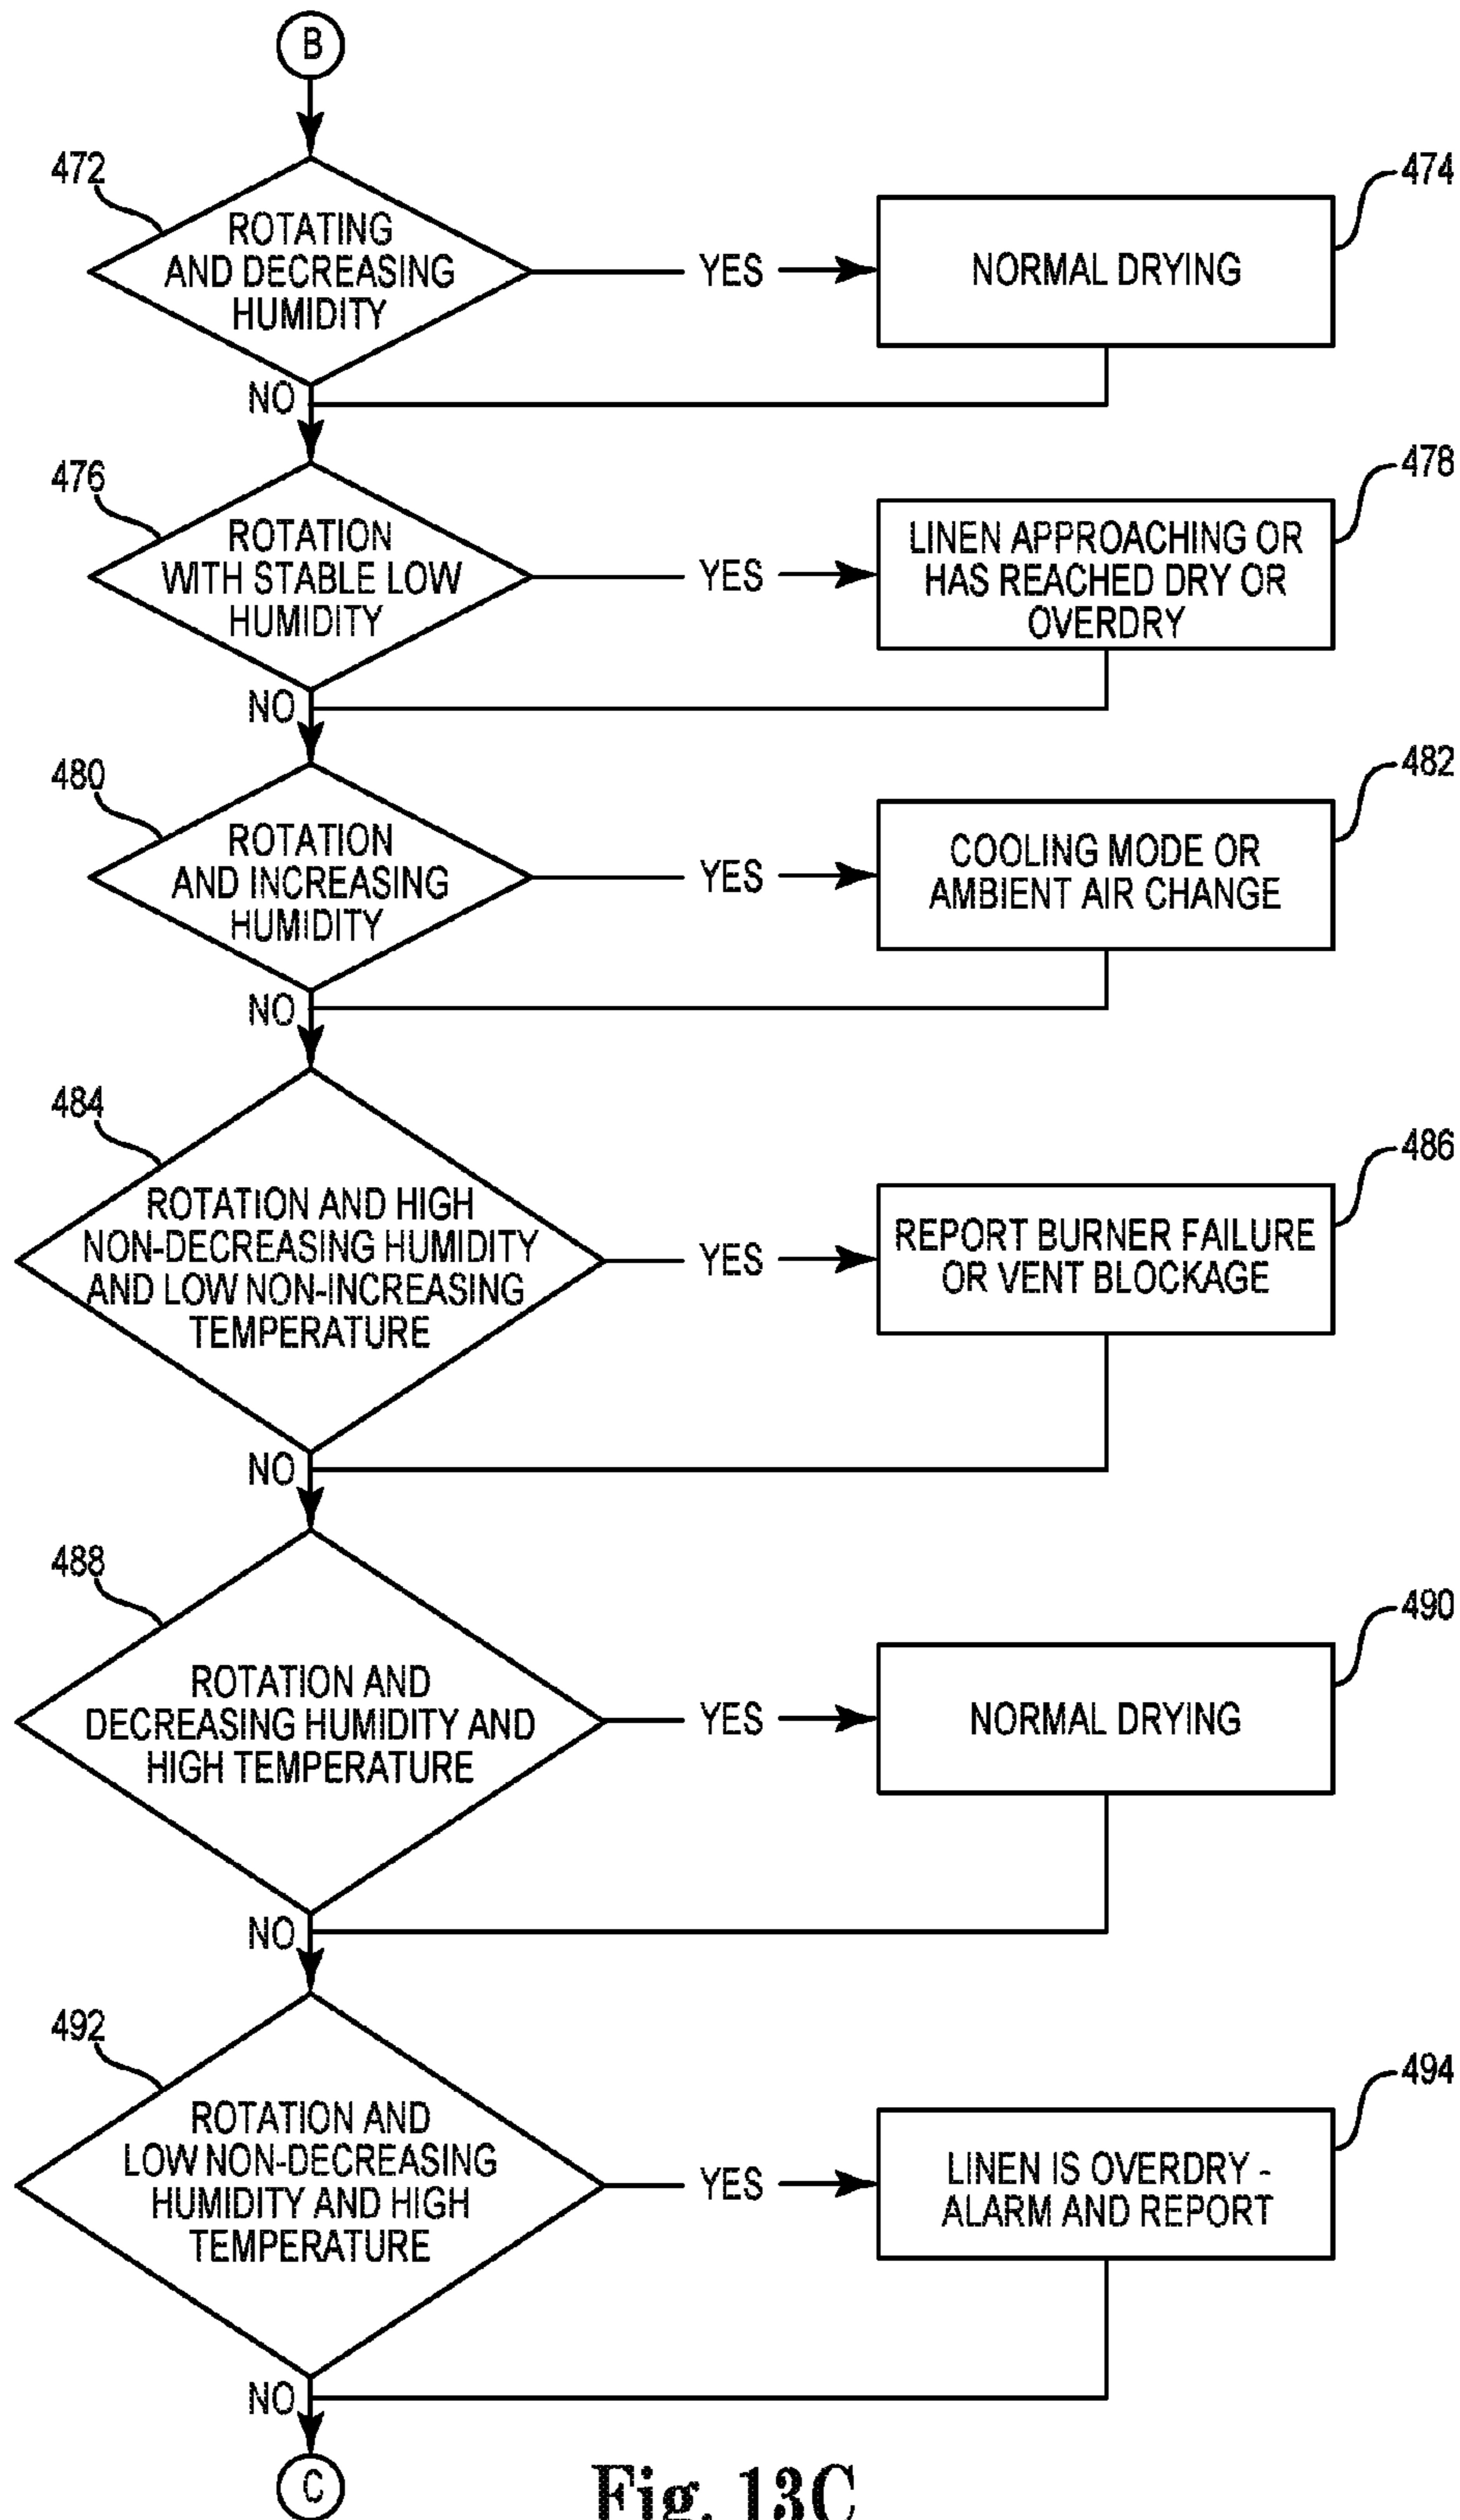 B
472
ROTATING
AND DECREASING
HUMIDITY
YES
NORMAL DRYING
474
NO
476
ROTATION
WITH STABLE LOW
HUMIDITY
YES
LINEN APPROACHING OR
HAS REACHED DRY OR
OVERDRY
478
NO
480
ROTATION
AND INCREASING
HUMIDITY
YES
COOLING MODE OR
AMBIENT AIR CHANGE
482
NO
484
ROTATION AND HIGH
NON-DECREASING HUMIDITY
AND LOW NON-INCREASING
TEMPERATURE
YES
REPORT BURNER FAILURE
OR VENT BLOCKAGE
486
NO
488
ROTATION AND
DECREASING HUMIDITY AND
HIGH TEMPERATURE
YES
NORMAL DRYING
490
NO
492
ROTATION AND
LOW NON-DECREASING
HUMIDITY AND HIGH
TEMPERATURE
YES
LINEN IS OVERDRY -
ALARM AND REPORT
494
NO
C
Fig. 13C